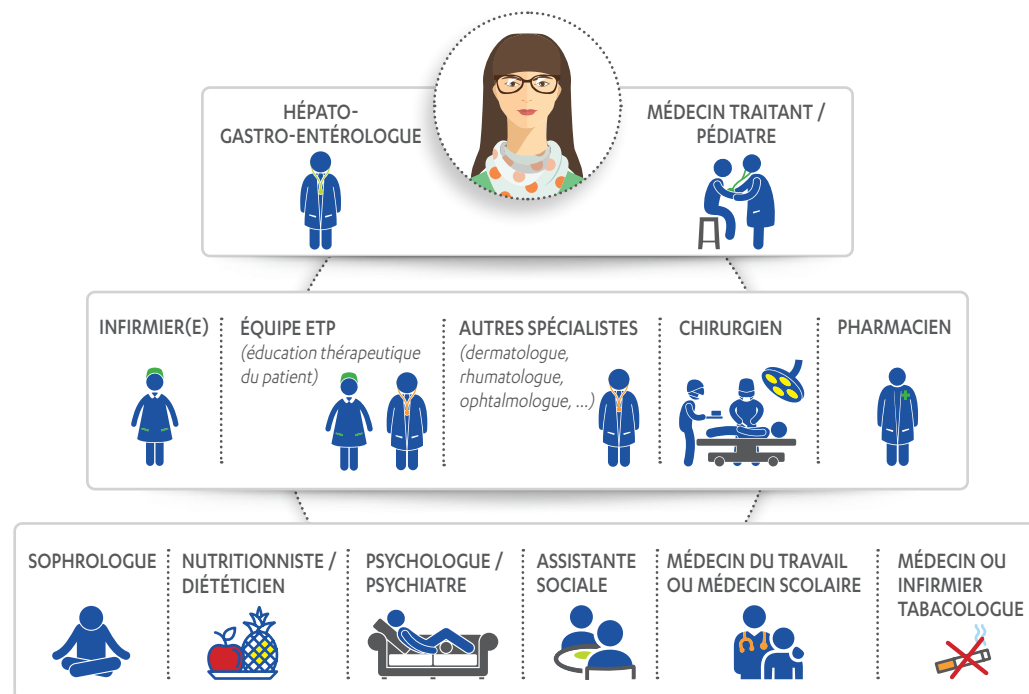 HÉPATO-
GASTRO-ENTÉROLOGUE
MÉDECIN TRAITANT /
PÉDIATRE
INFIRMIER(E)
ÉQUIPE ETP
(éducation thérapeutique
du patient)
AUTRES SPÉCIALISTES
(dermatologue,
rhumatologue,
ophtalmologue, ...)
CHIRURGIEN
PHARMACIEN
SOPHROLOGUE
NUTRITIONNISTE /
DIÉTÉTICIEN
PSYCHOLOGUE /
PSYCHIATRE
ASSISTANTE
SOCIALE
MÉDECIN DU TRAVAIL
OU MÉDECIN SCOLAIRE
MÉDECIN OU
INFIRMIER
TABACOLOGUE